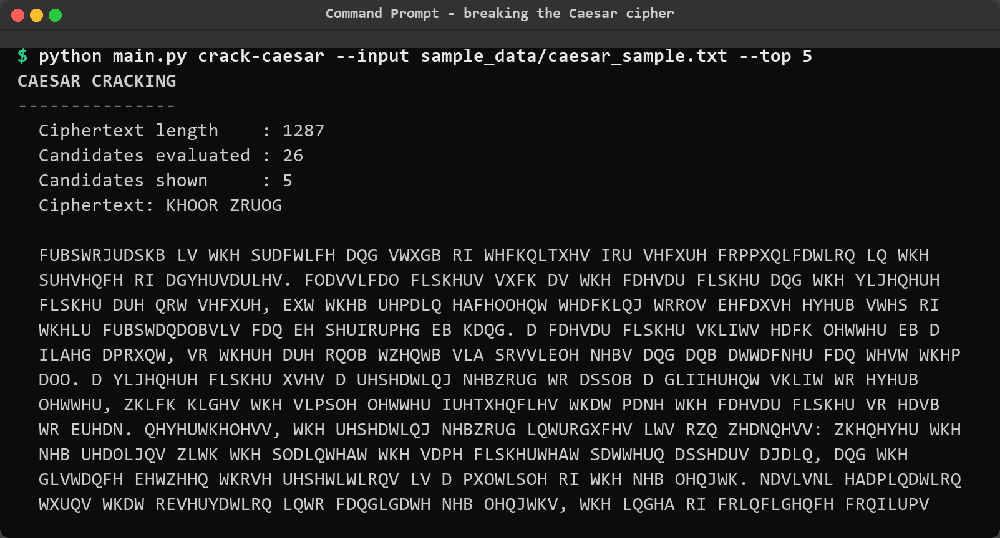 Command Prompt - breaking the Caesar cipher
$ python main.py crack-caesar --input sample_data/caesar_sample.txt --top 5
CAESAR CRACKING
---------------
Ciphertext length    : 1287
Candidates evaluated : 26
Candidates shown     : 5
Ciphertext: KHOOR ZRUOG
FUBSWRJUDSKB LV WKH SUDFWLFH DQG VWXGB RI WHFKQLTXHV IRU VHFXUH FRPPXQLFDWLRQ LQ WKH
SUHVHQFH RI DGYHUVDULHV. FODVVLFDO FLSKHUV VXFK DV WKH FDHVDU FLSKHU DQG WKH YLJHQHUH
FLSKHU DUH QRW VHFXUH, EXW WKHB UHPDLQ HAFHOOHQW WHDFKLQJ WRROV EHFDXVH HYHUB VWHS RI
WKHLU FUBSWDQDOBVLV FDQ EH SHUIRUPHG EB KDQG. D FDHVDU FLSKHU VKLIWV HDFK OHWWHU EB D
ILAHG DPRXQW, VR WKHUH DUH RQOB WZHQWB VLA SRVVLEOH NHBV DQG DQB DWWDFNHU FDQ WHVW WKHP
DOO. D YLJHQHUH FLSKHU XVHV D UHSHDWLQJ NHBZRUG WR DSSOB D GLIIHUHQW VKLIW WR HYHUB
OHWWHU, ZKLFK KLGHV WKH VLPSOH OHWWHU IUHTXHQFLHV WKDW PDNH WKH FDHVDU FLSKHU VR HDVB
WR EUHDN. QHYHUWKHOHVV, WKH UHSHDWLQJ NHBZRUG LQWURGXFHV LWV RZQ ZHDNQHVV: ZKHQHYHU WKH
NHB UHDOLJQV ZLWK WKH SODLQWHAW WKH VDPH FLSKHUWHAW SDWWHUQ DSSHDUV DJDLQ, DQG WKH
GLVWDQFH EHWZHHQ WKRVH UHSHWLWLRQV LV D PXOWLSOH RI WKH NHB OHQJWK. NDVLVNL HADPLQDWLRQ
WXUQV WKDW REVHUYDWLRQ LQWR FDQGLGDWH NHB OHQJWKV, WKH LQGHA RI FRLQFLGHQFH FRQILUPV